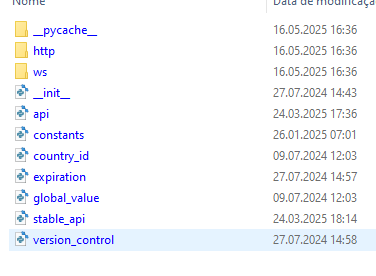 Nome Data de modificaçã
__pycache__ 16.05.2025 16:36
http 16.05.2025 16:36
ws 16.05.2025 16:36
__init__ 27.07.2024 14:43
api 24.03.2025 17:36
constants 26.01.2025 07:01
country_id 09.07.2024 12:03
expiration 27.07.2024 14:57
global_value 09.07.2024 12:03
stable_api 24.03.2025 18:14
version_control 27.07.2024 14:58